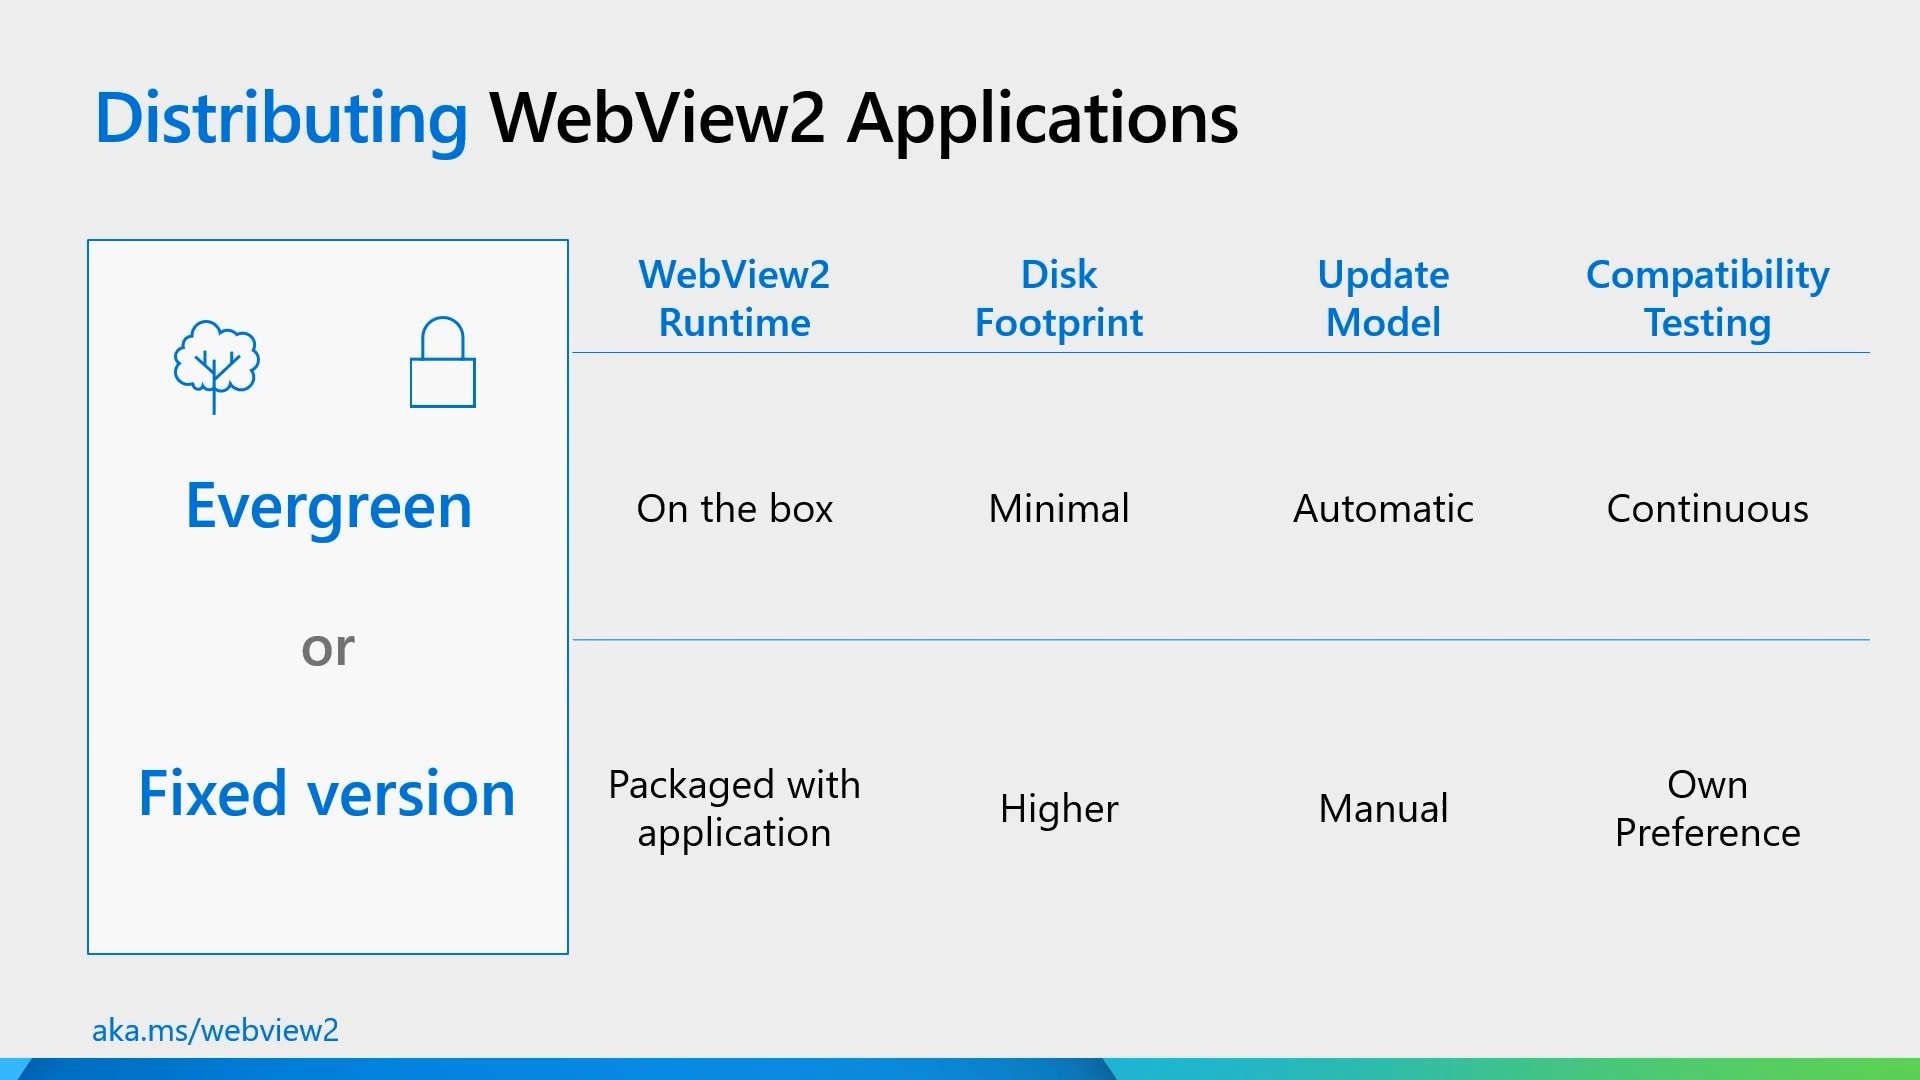 Distributing WebView2 Applications
WebView2
Runtime
Disk
Footprint
Update
Model
Compatibility
Testing
Evergreen
On the box
Minimal
Automatic
Continuous
or
Fixed version
Packaged with
application
Higher
Manual
Own
Preference
aka.ms/webview2